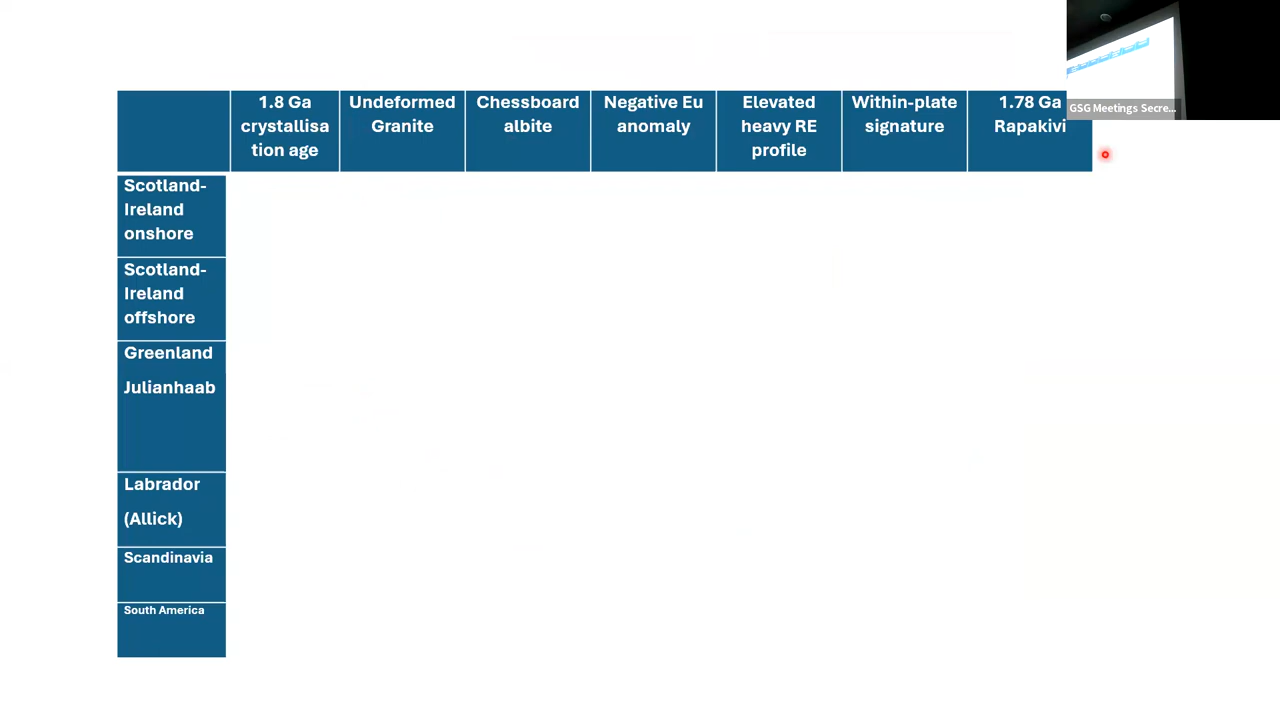 1.8 Ga
crystallisa
tion age
Undeformed
Granite
Chessboard
albite
Negative Eu
anomaly
Elevated
heavy RE
profile
Within-plate
signature
1.78 Ga
Rapakivi
GSG Meetings Secre...
Scotland-
Ireland
onshore
Scotland-
Ireland
offshore
Greenland
Julianhaab
Labrador
(Allick)
Scandinavia
South America